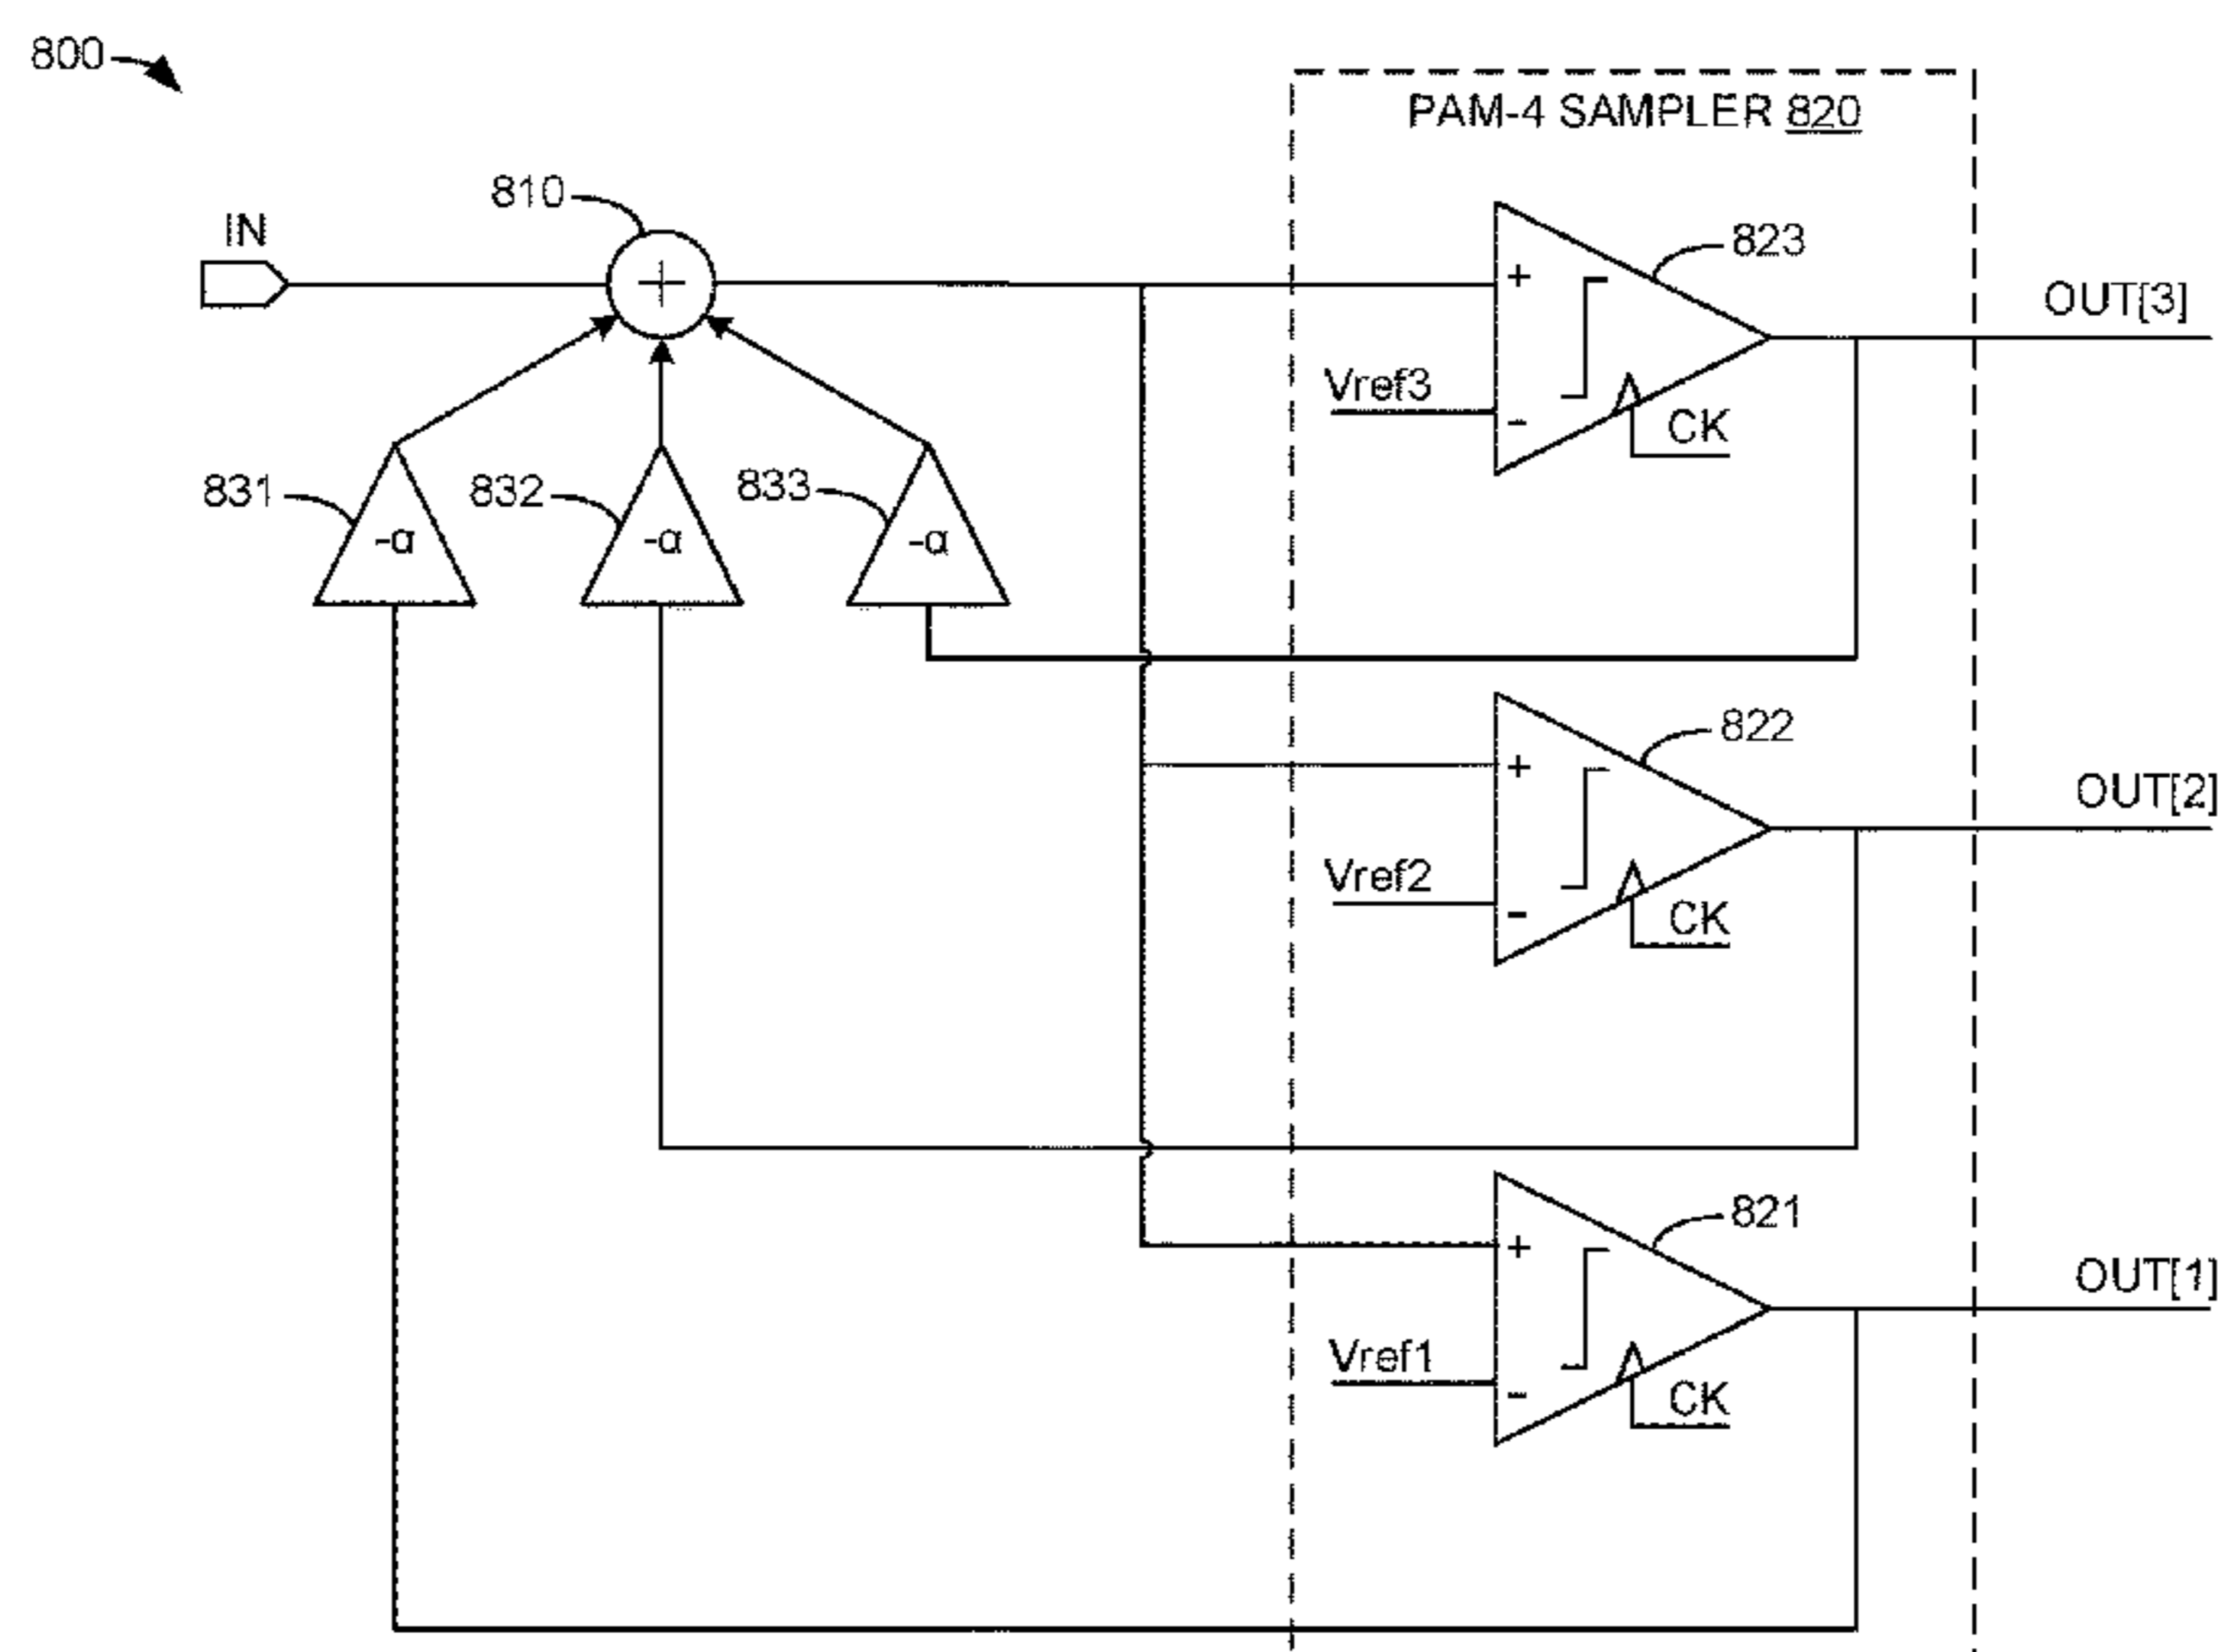 800
PAM-4 SAMPLER 820
810
IN
+
823
+
OUT[3]
Vref3
-
CK
831
832
833
-α
-α
-α
822
+
OUT[2]
Vref2
-
CK
821
+
OUT[1]
Vref1
-
CK